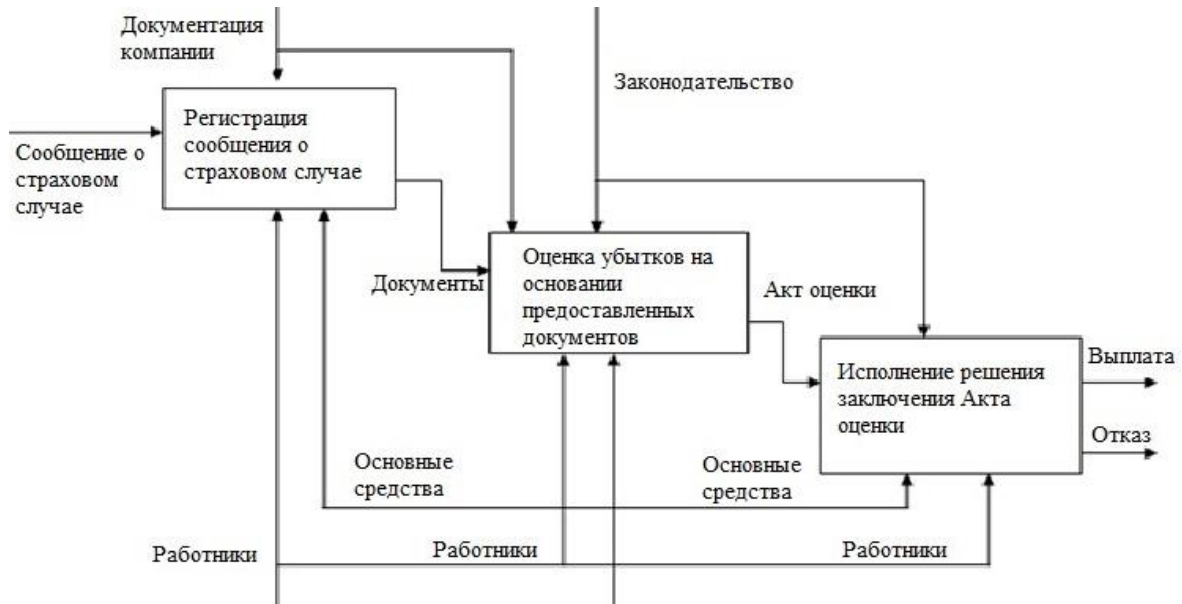 Документация
компании
Законодательство
Регистрация
сообщения о
страховом случае
Сообщение о
страховом
случае
Документы
Оценка убытков на
основании
предоставленных
документов
Акт оценки
Исполнение решения
заключения Акта
оценки
Выплата
Отказ
Основные
средства
Основные
средства
Работники
Работники
Работники